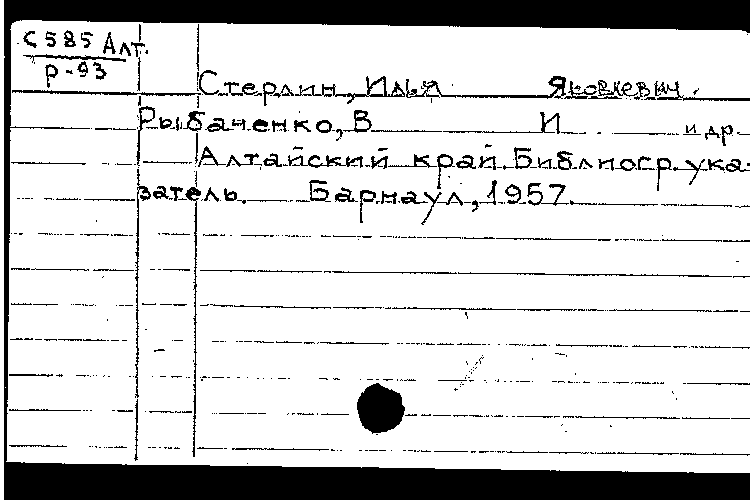 С585 Алт.
Р-93
Стерлин, Илья Яковлевич.
Рыбаченко, В И и др.
Алтайский край. Библиогр. ука-
затель. Барнаул, 1957.